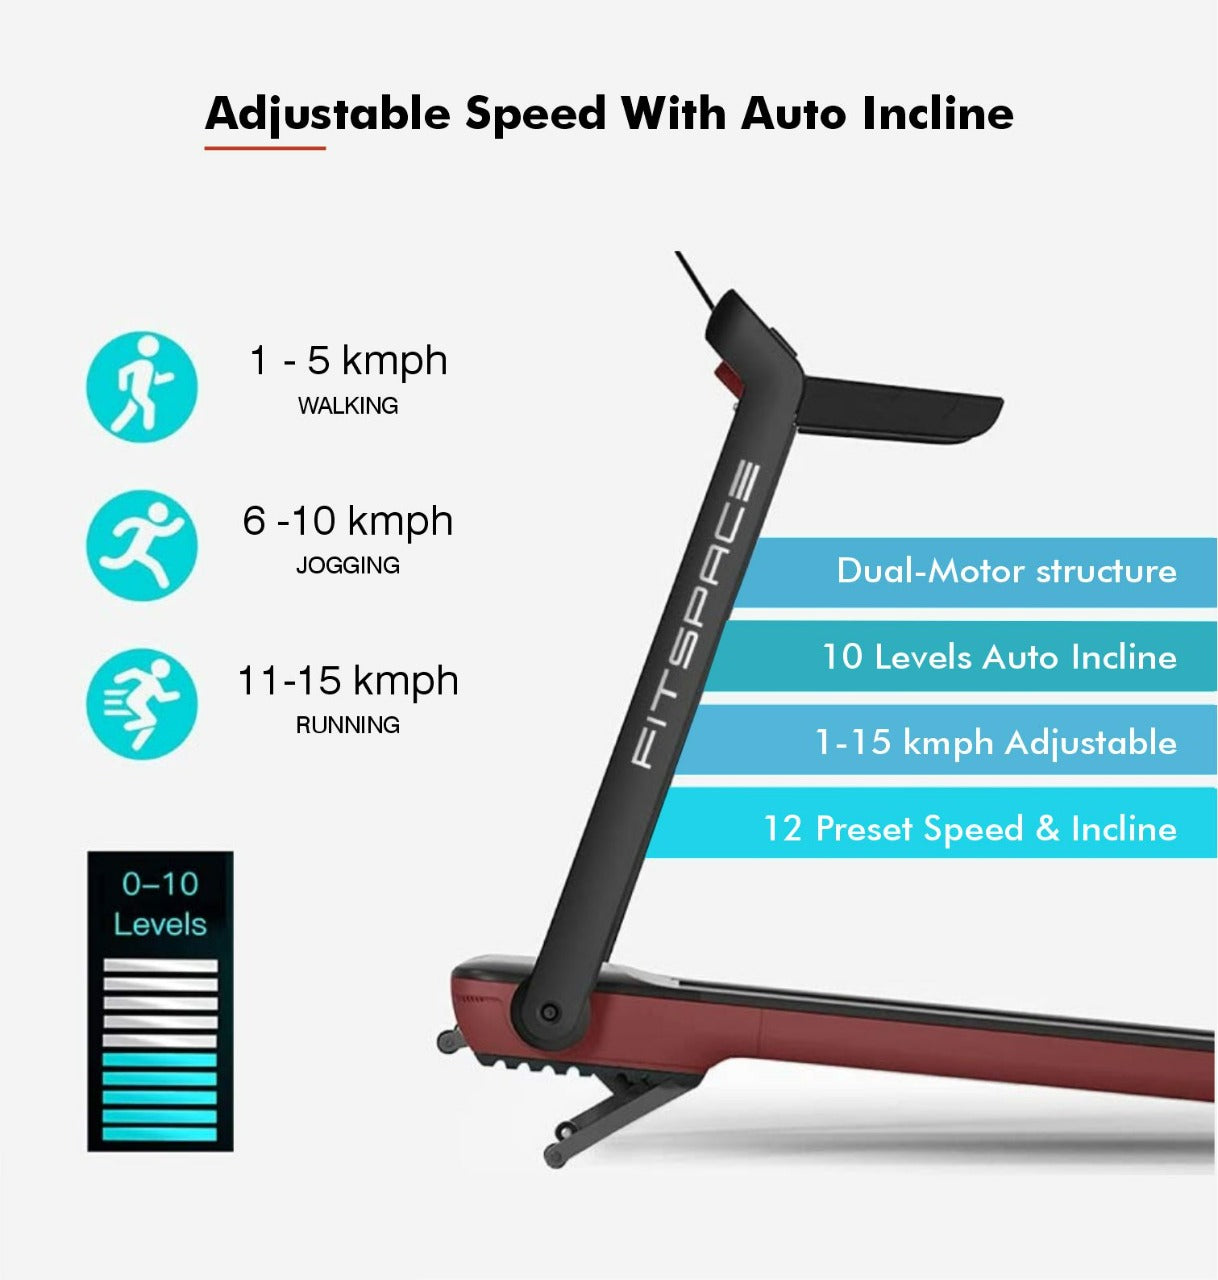 Adjustable Speed With Auto Incline
1 - 5 kmph
WALKING
6 -10 kmph
JOGGING
11-15 kmph
RUNNING
0–10
Levels
FITSPACE
Dual-Motor structure
10 Levels Auto Incline
1-15 kmph Adjustable
12 Preset Speed & Incline